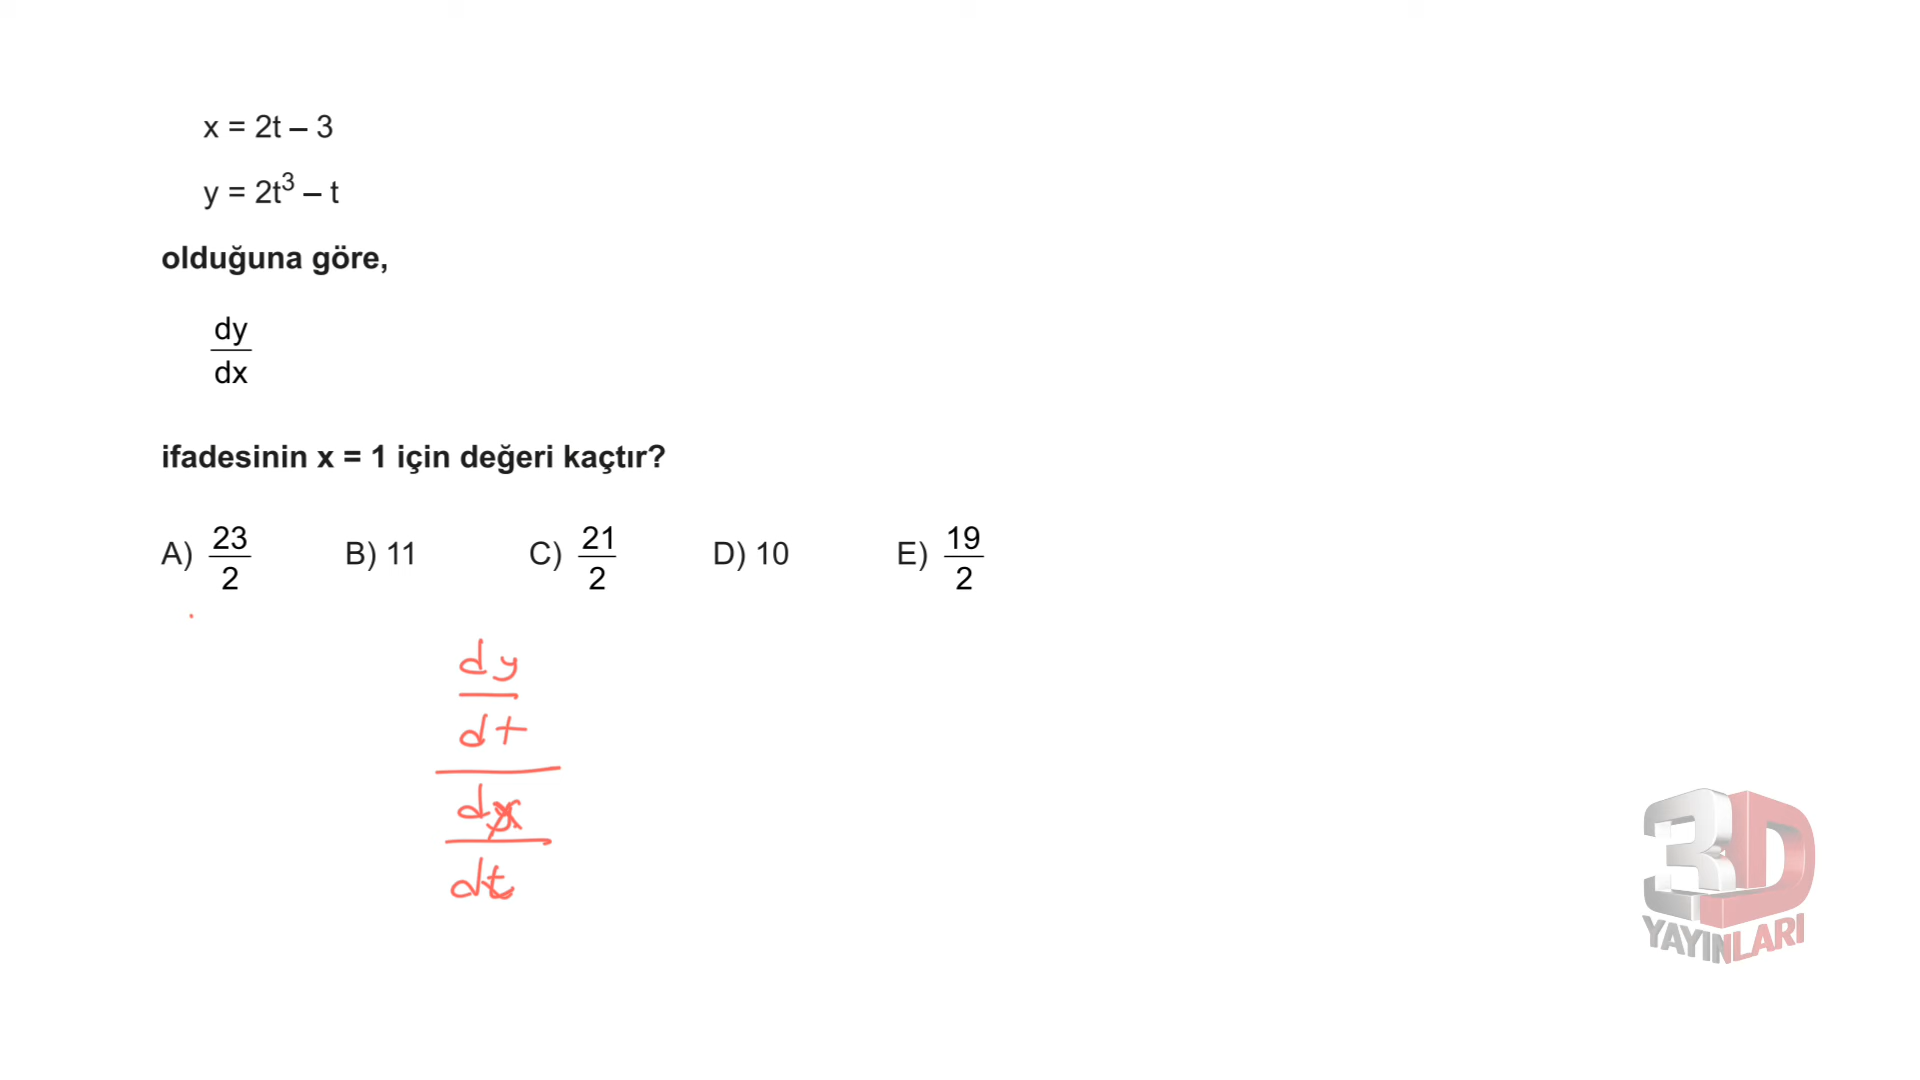 x = 2t – 3
y = 2t³ – t
olduğuna göre,
dy
dx
ifadesinin x = 1 için değeri kaçtır?
A) 23/2 B) 11 C) 21/2 D) 10 E) 19/2
dy
dt
dx
dt
3D
YAYINLARI